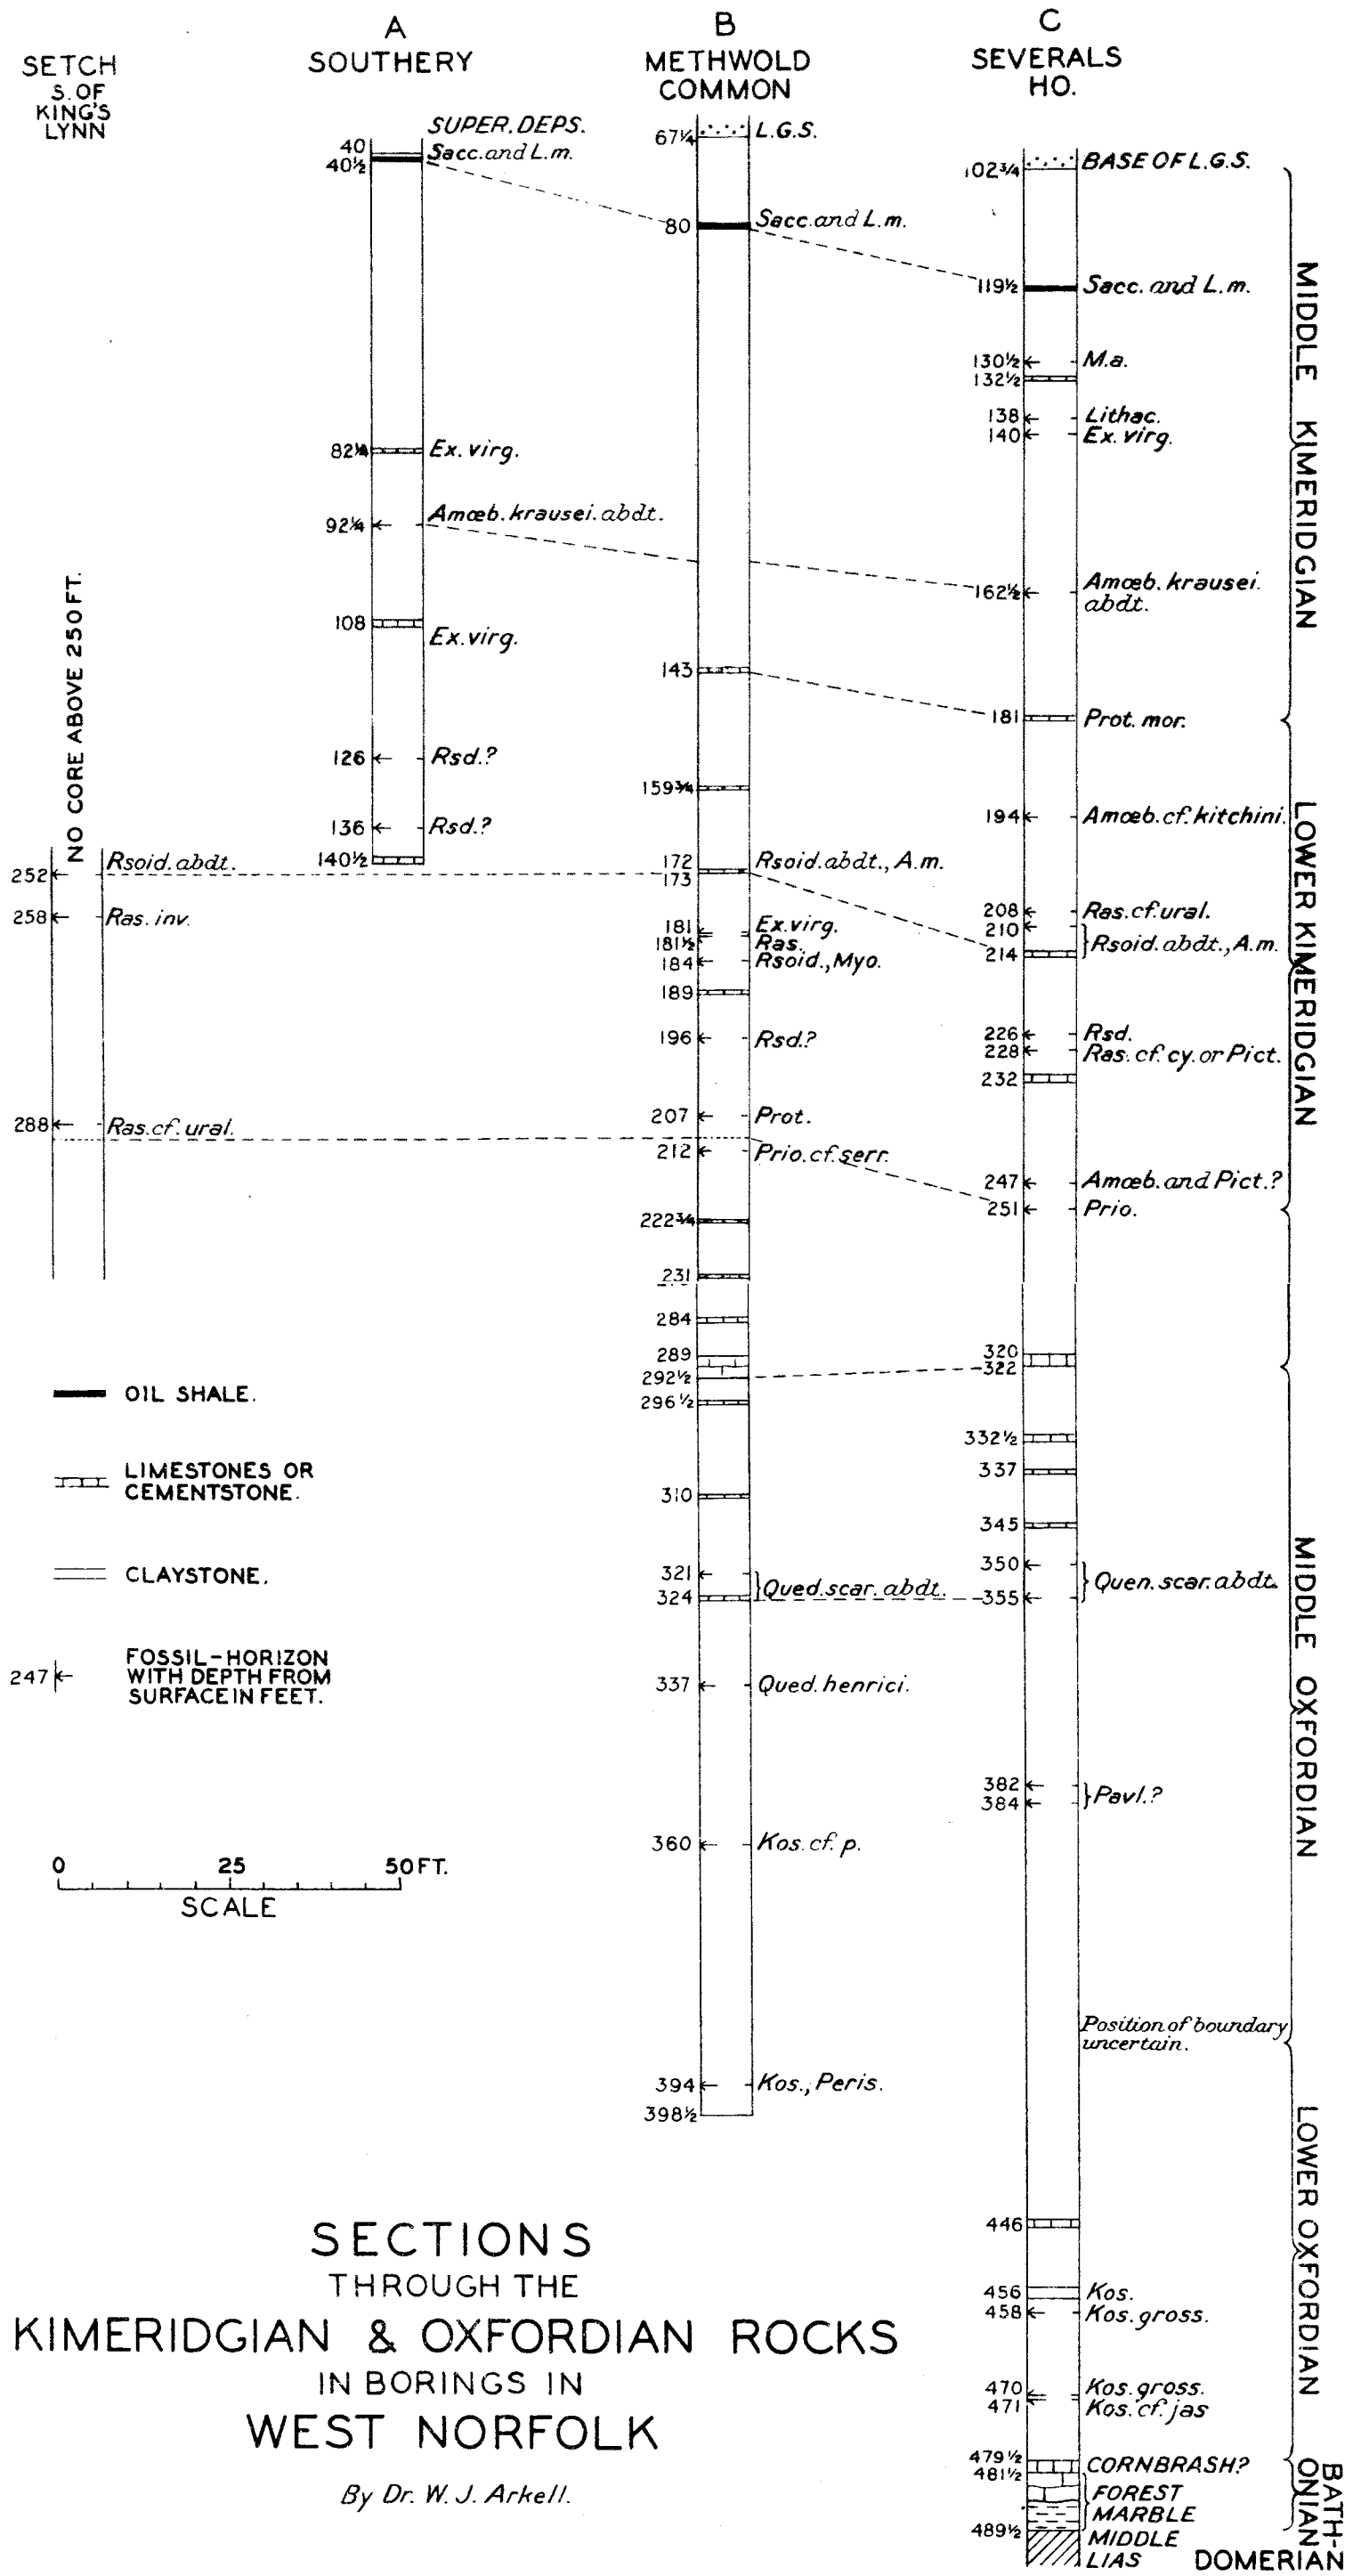 SETCH
S. OF
KING'S
LYNN
NO CORE ABOVE 250 FT.
252 Rsoid. abdt.
258 Ras. inv.
288 Ras. cf. ural.
A
SOUTHERY
SUPER. DEPS.
40
40½ Sacc. and L.m.
82¼ Ex. virg.
92¼ Amœb. krausei. abdt.
108
Ex. virg.
126 Rsd.?
136 Rsd.?
140½
B
METHWOLD
COMMON
67¼ L.G.S.
80 Sacc. and L.m.
143
159¾
172 Rsoid. abdt., A.m.
173
181 Ex. virg.
181½ Ras.
184 Rsoid., Myo.
189
196 Rsd.?
207 Prot.
212 Prio. cf. serr.
222¾
231
284
289
292½
296½
310
321
324 Qued. scar. abdt.
337 Qued. henrici.
360 Kos. cf. p.
394 Kos., Peris.
398½
C
SEVERALS
HO.
102¾ BASE OF L.G.S.
119½ Sacc. and L.m.
130½ M.a.
132½
138 Lithac.
140 Ex. virg.
162½ Amœb. krausei.
abdt.
181 Prot. mor.
194 Amœb. cf. kitchini.
208 Ras. cf. ural.
210
214 Rsoid. abdt., A.m.
226 Rsd.
228 Ras. cf. cy. or Pict.
232
247 Amœb. and Pict.?
251 Prio.
320
322
332½
337
345
350
355 Quen. scar. abdt.
382
384 Pavl.?
Position of boundary
uncertain.
446
456 Kos.
458 Kos. gross.
470 Kos. gross.
471 Kos. cf. jas
479½ CORNBRASH?
481½
FOREST
MARBLE
489½
MIDDLE
LIAS
MIDDLE KIMERIDGIAN
LOWER KIMERIDGIAN
MIDDLE OXFORDIAN
LOWER OXFORDIAN
BATH-
ONIAN
DOMERIAN
OIL SHALE.
LIMESTONES OR
CEMENTSTONE.
CLAYSTONE.
247
FOSSIL-HORIZON
WITH DEPTH FROM
SURFACE IN FEET.
0 25 50 FT.
SCALE
SECTIONS
THROUGH THE
KIMERIDGIAN & OXFORDIAN ROCKS
IN BORINGS IN
WEST NORFOLK
By Dr. W. J. Arkell.